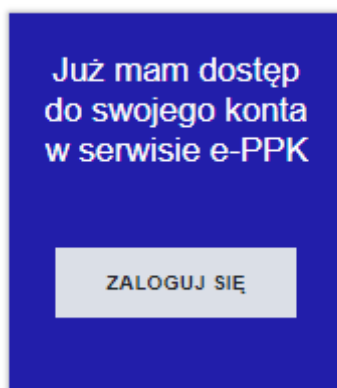 Już mam dostęp
do swojego konta
w serwisie e-PPK
ZALOGUJ SIĘ